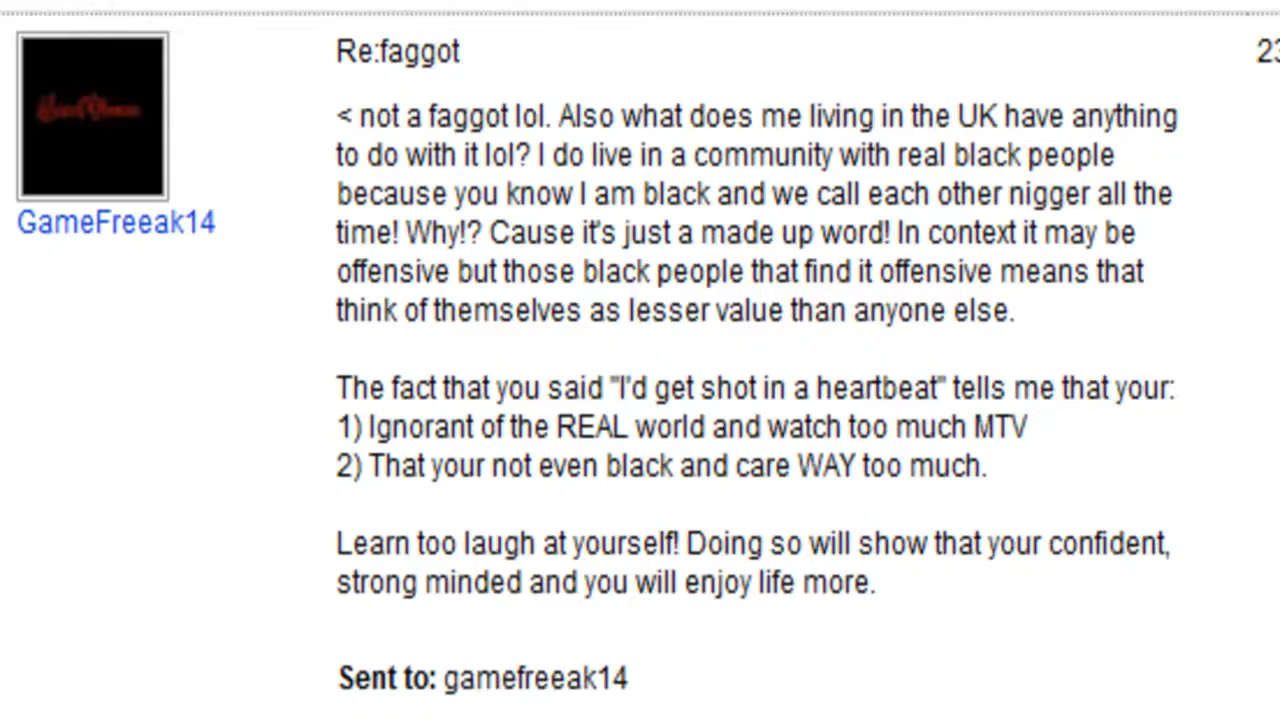 Re:faggot
23
< not a faggot lol. Also what does me living in the UK have anything
to do with it lol? I do live in a community with real black people
because you know I am black and we call each other nigger all the
time! Why!? Cause it's just a made up word! In context it may be
offensive but those black people that find it offensive means that
think of themselves as lesser value than anyone else.
GameFreeak14
The fact that you said "I'd get shot in a heartbeat" tells me that your:
1) Ignorant of the REAL world and watch too much MTV
2) That your not even black and care WAY too much.
Learn too laugh at yourself! Doing so will show that your confident,
strong minded and you will enjoy life more.
Sent to: gamefreeak14